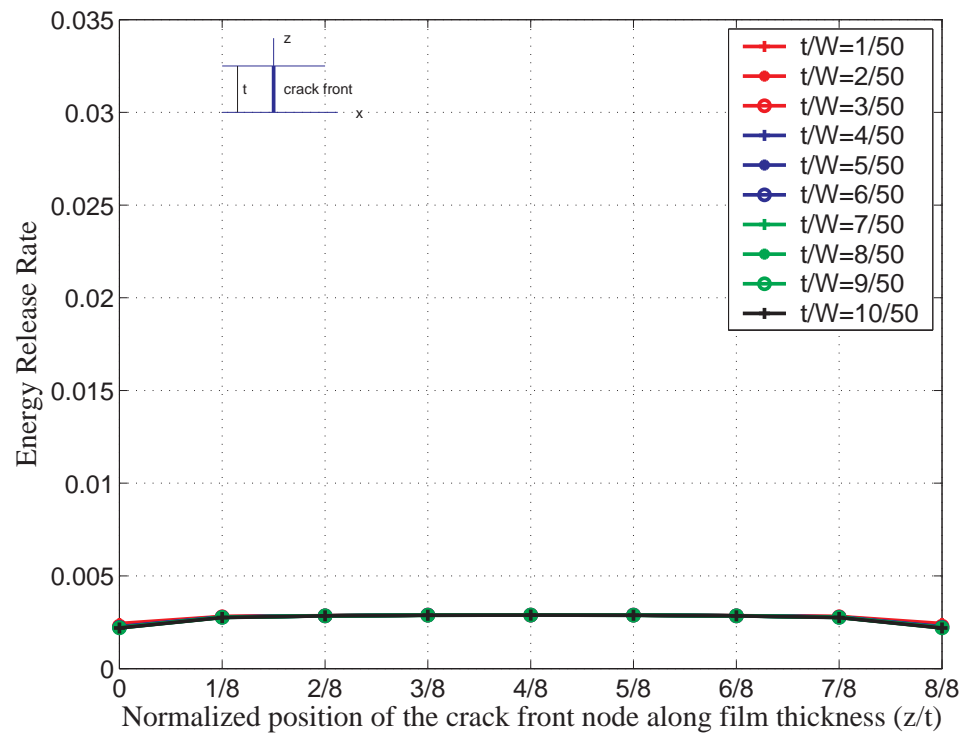 0.035
0.03
0.025
0.02
0.015
0.01
0.005
0
Energy Release Rate
z
t
crack front
x
t/W=1/50
t/W=2/50
t/W=3/50
t/W=4/50
t/W=5/50
t/W=6/50
t/W=7/50
t/W=8/50
t/W=9/50
t/W=10/50
0 1/8 2/8 3/8 4/8 5/8 6/8 7/8 8/8
Normalized position of the crack front node along film thickness (z/t)